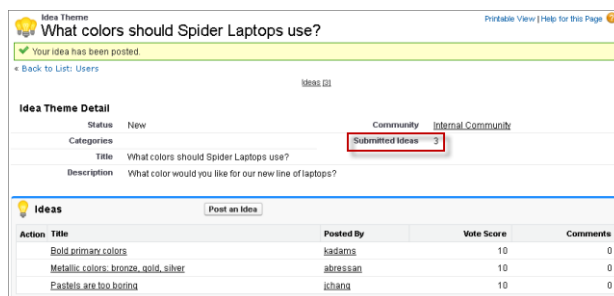 Idea Theme
What colors should Spider Laptops use?
Printable View | Help for this Page
Your idea has been posted.
« Back to List: Users
Ideas [3]
Idea Theme Detail
Status New Community Internal Community
Categories Submitted Ideas 3
Title What colors should Spider Laptops use?
Description What color would you like for our new line of laptops?
Ideas Post an Idea
Action Title Posted By Vote Score Comments
Bold primary colors kadams 10 0
Metallic colors: bronze, gold, silver abressan 10 0
Pastels are too boring jchang 10 0